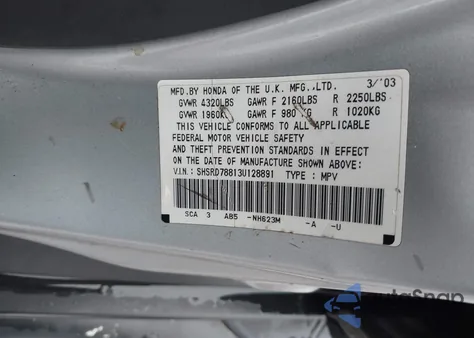 MFD.BY HONDA OF THE U.K. MFG.,LTD. 3/'03
GVWR 4320LBS GAWR F 2160LBS R 2250LBS
GVWR 1960KG GAWR F 980 KG R 1020KG
THIS VEHICLE CONFORMS TO ALL APPLICABLE
FEDERAL MOTOR VEHICLE SAFETY
AND THEFT PREVENTION STANDARDS IN EFFECT
ON THE DATE OF MANUFACTURE SHOWN ABOVE:
V.I.N.: SHSRD78813U128891 TYPE: MPV
SCA 3 AB5 -NH623M -A -U
AutoSnap